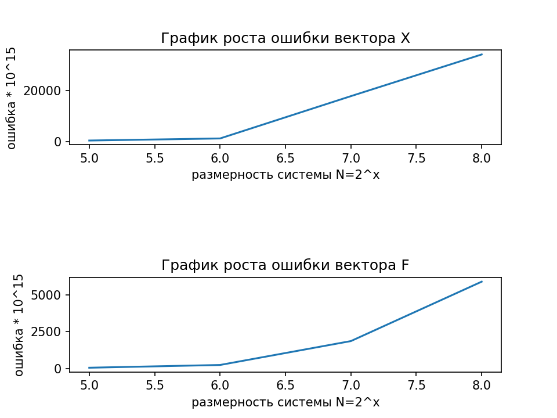 График роста ошибки вектора X
ошибка * 10^15
20000
0
5.0 5.5 6.0 6.5 7.0 7.5 8.0
размерность системы N=2^x
График роста ошибки вектора F
ошибка * 10^15
5000
2500
0
5.0 5.5 6.0 6.5 7.0 7.5 8.0
размерность системы N=2^x